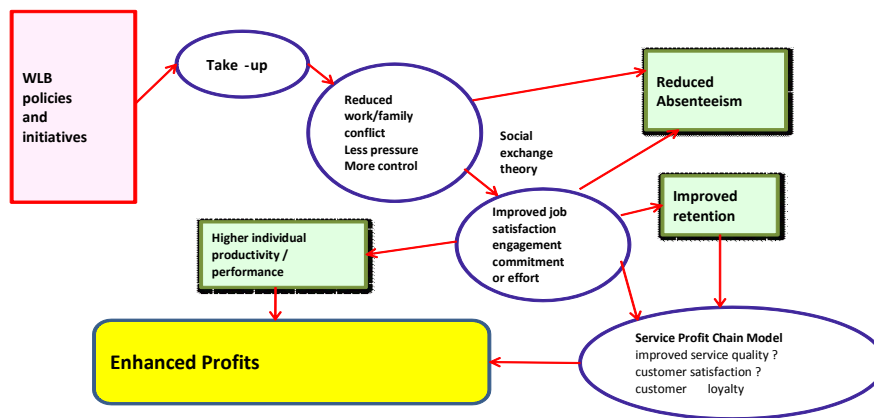 WLB
policies
and
initiatives
Take -up
Reduced
work/family
conflict
Less pressure
More control
Social
exchange
theory
Reduced
Absenteeism
Improved
retention
Improved job
satisfaction
engagement
commitment
or effort
Higher individual
productivity /
performance
Enhanced Profits
Service Profit Chain Model
improved service quality ?
customer satisfaction ?
customer loyalty